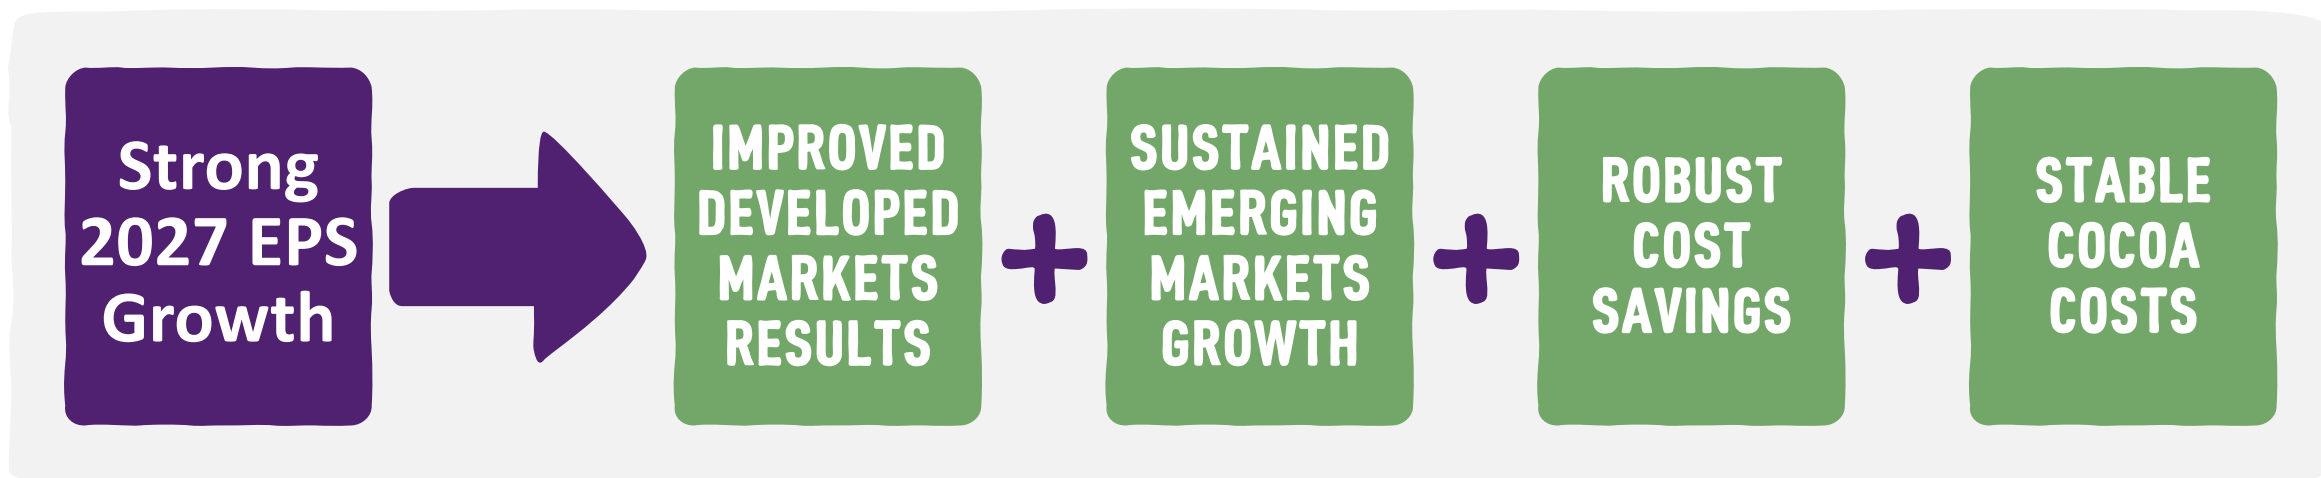 Strong
2027 EPS
Growth
IMPROVED
DEVELOPED
MARKETS
RESULTS
+
SUSTAINED
EMERGING
MARKETS
GROWTH
+
ROBUST
COST
SAVINGS
+
STABLE
COCOA
COSTS